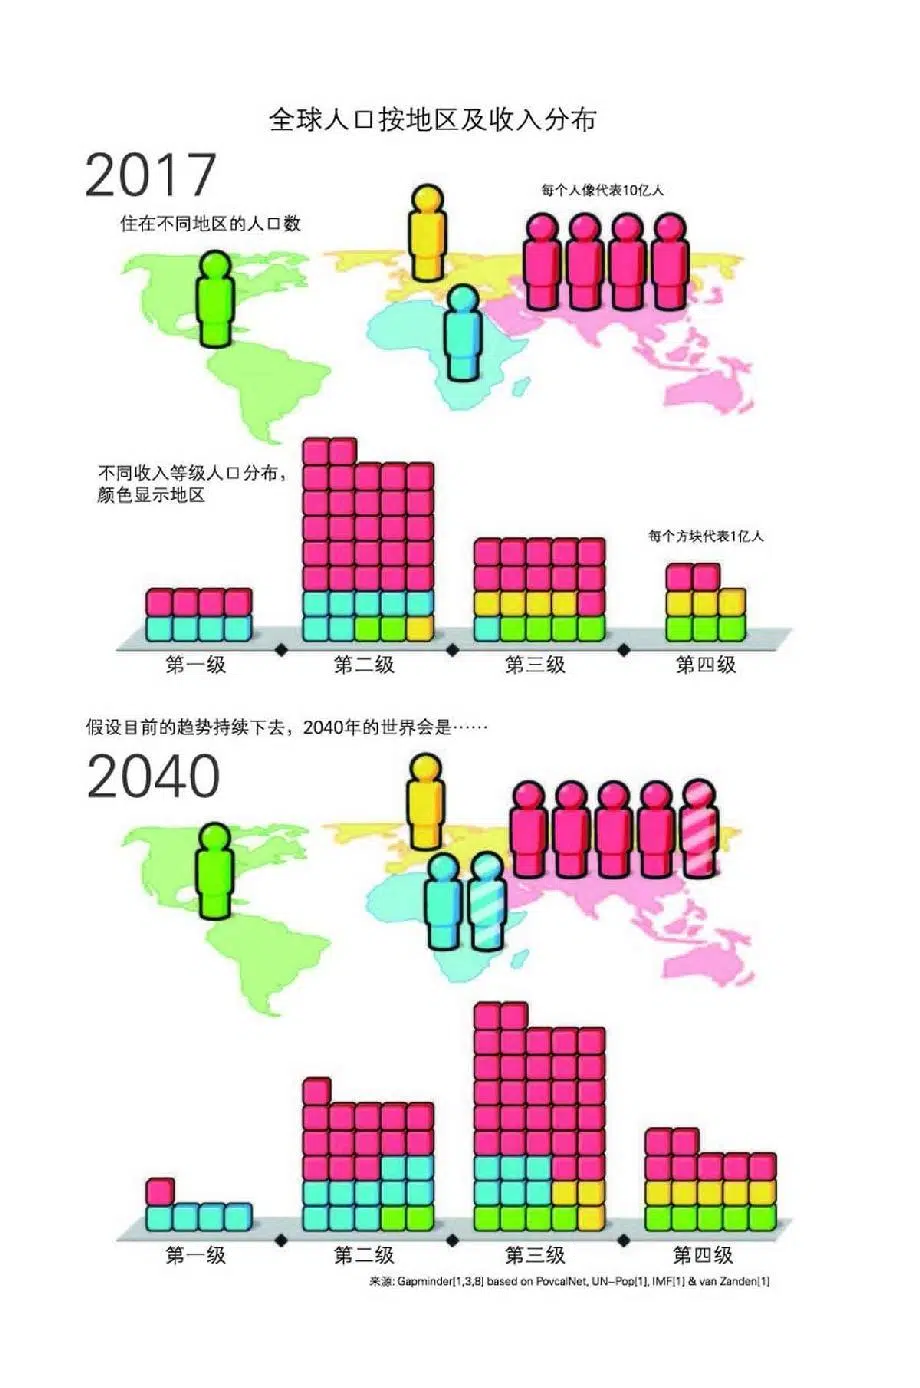 全球人口按地区及收入分布
2017
每个人像代表10亿人
住在不同地区的人口数
不同收入等级人口分布，
颜色显示地区
每个方块代表1亿人
第一级
第二级
第三级
第四级
假设目前的趋势持续下去，2040年的世界会是……
2040
第一级
第二级
第三级
第四级
来源: Gapminder[1,3,8] based on PovcalNet, UN-Pop[1], IMF[1] & van Zanden[1]